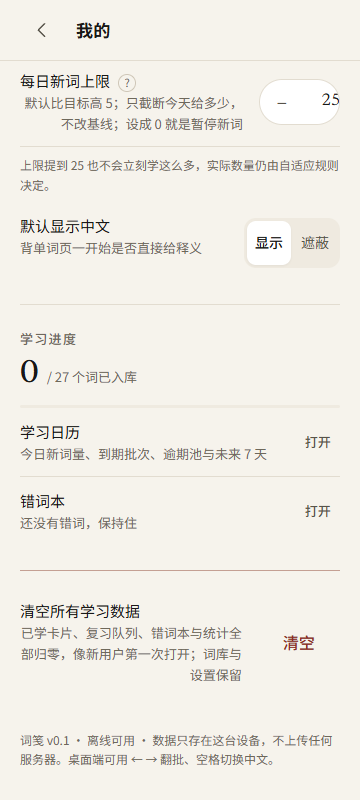 我的
每日新词上限 ?
默认比目标高 5；只截断今天给多少，
不改基线；设成 0 就是暂停新词
– 25
上限提到 25 也不会立刻学这么多，实际数量仍由自适应规则
决定。
默认显示中文
背单词页一开始是否直接给释义
显示 遮蔽
学习进度
0 / 27 个词已入库
学习日历
今日新词量、到期批次、逾期池与未来 7 天
打开
错词本
还没有错词，保持住
打开
清空所有学习数据
已学卡片、复习队列、错词本与统计全
部归零，像新用户第一次打开；词库与
设置保留
清空
词笺 v0.1 · 离线可用 · 数据只存在这台设备，不上传任何
服务器。桌面端可用 ← → 翻批、空格切换中文。